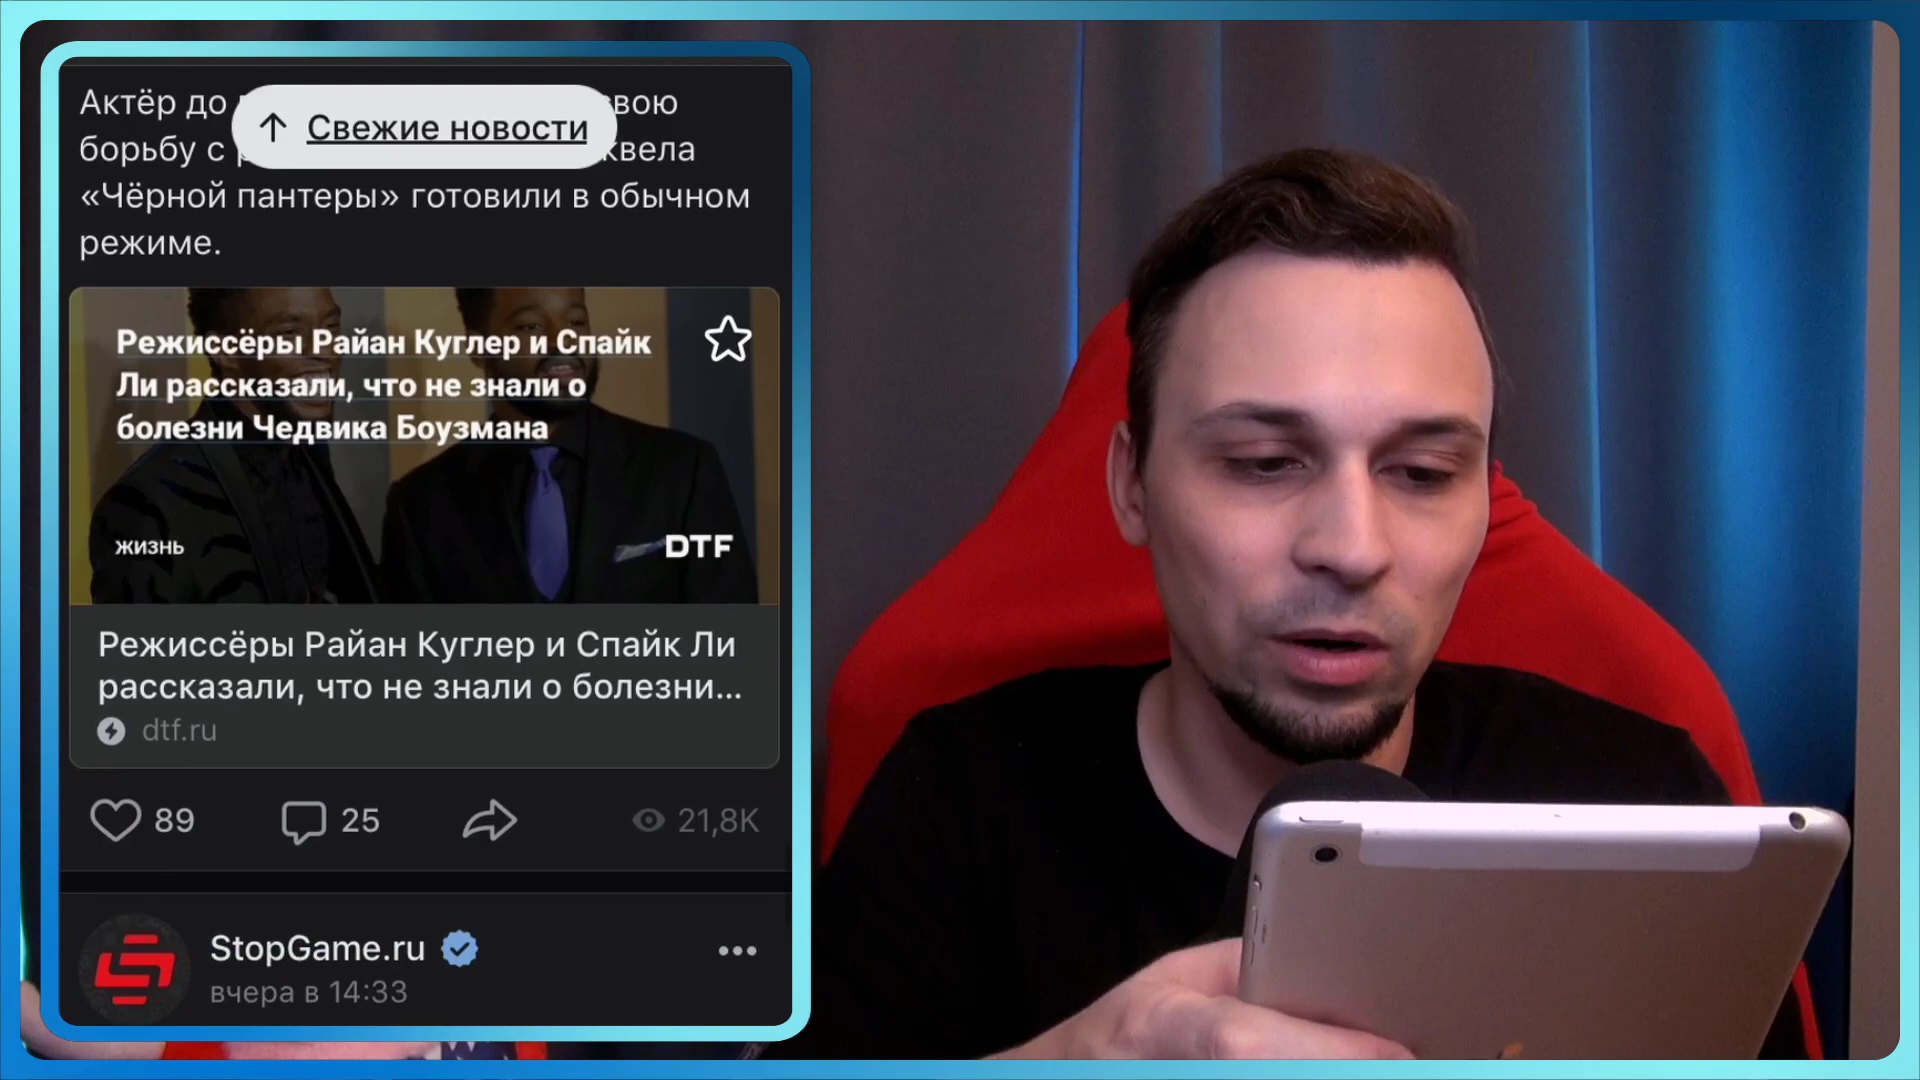 Актёр до свою
Свежие новости
борьбу с
«Чёрной пантеры» готовили в обычном
режиме.
Режиссёры Райан Куглер и Спайк
Ли рассказали, что не знали о
болезни Чедвика Боузмана
жизнь
DTF
Режиссёры Райан Куглер и Спайк Ли
рассказали, что не знали о болезни...
dtf.ru
89
25
21,8K
StopGame.ru
вчера в 14:33